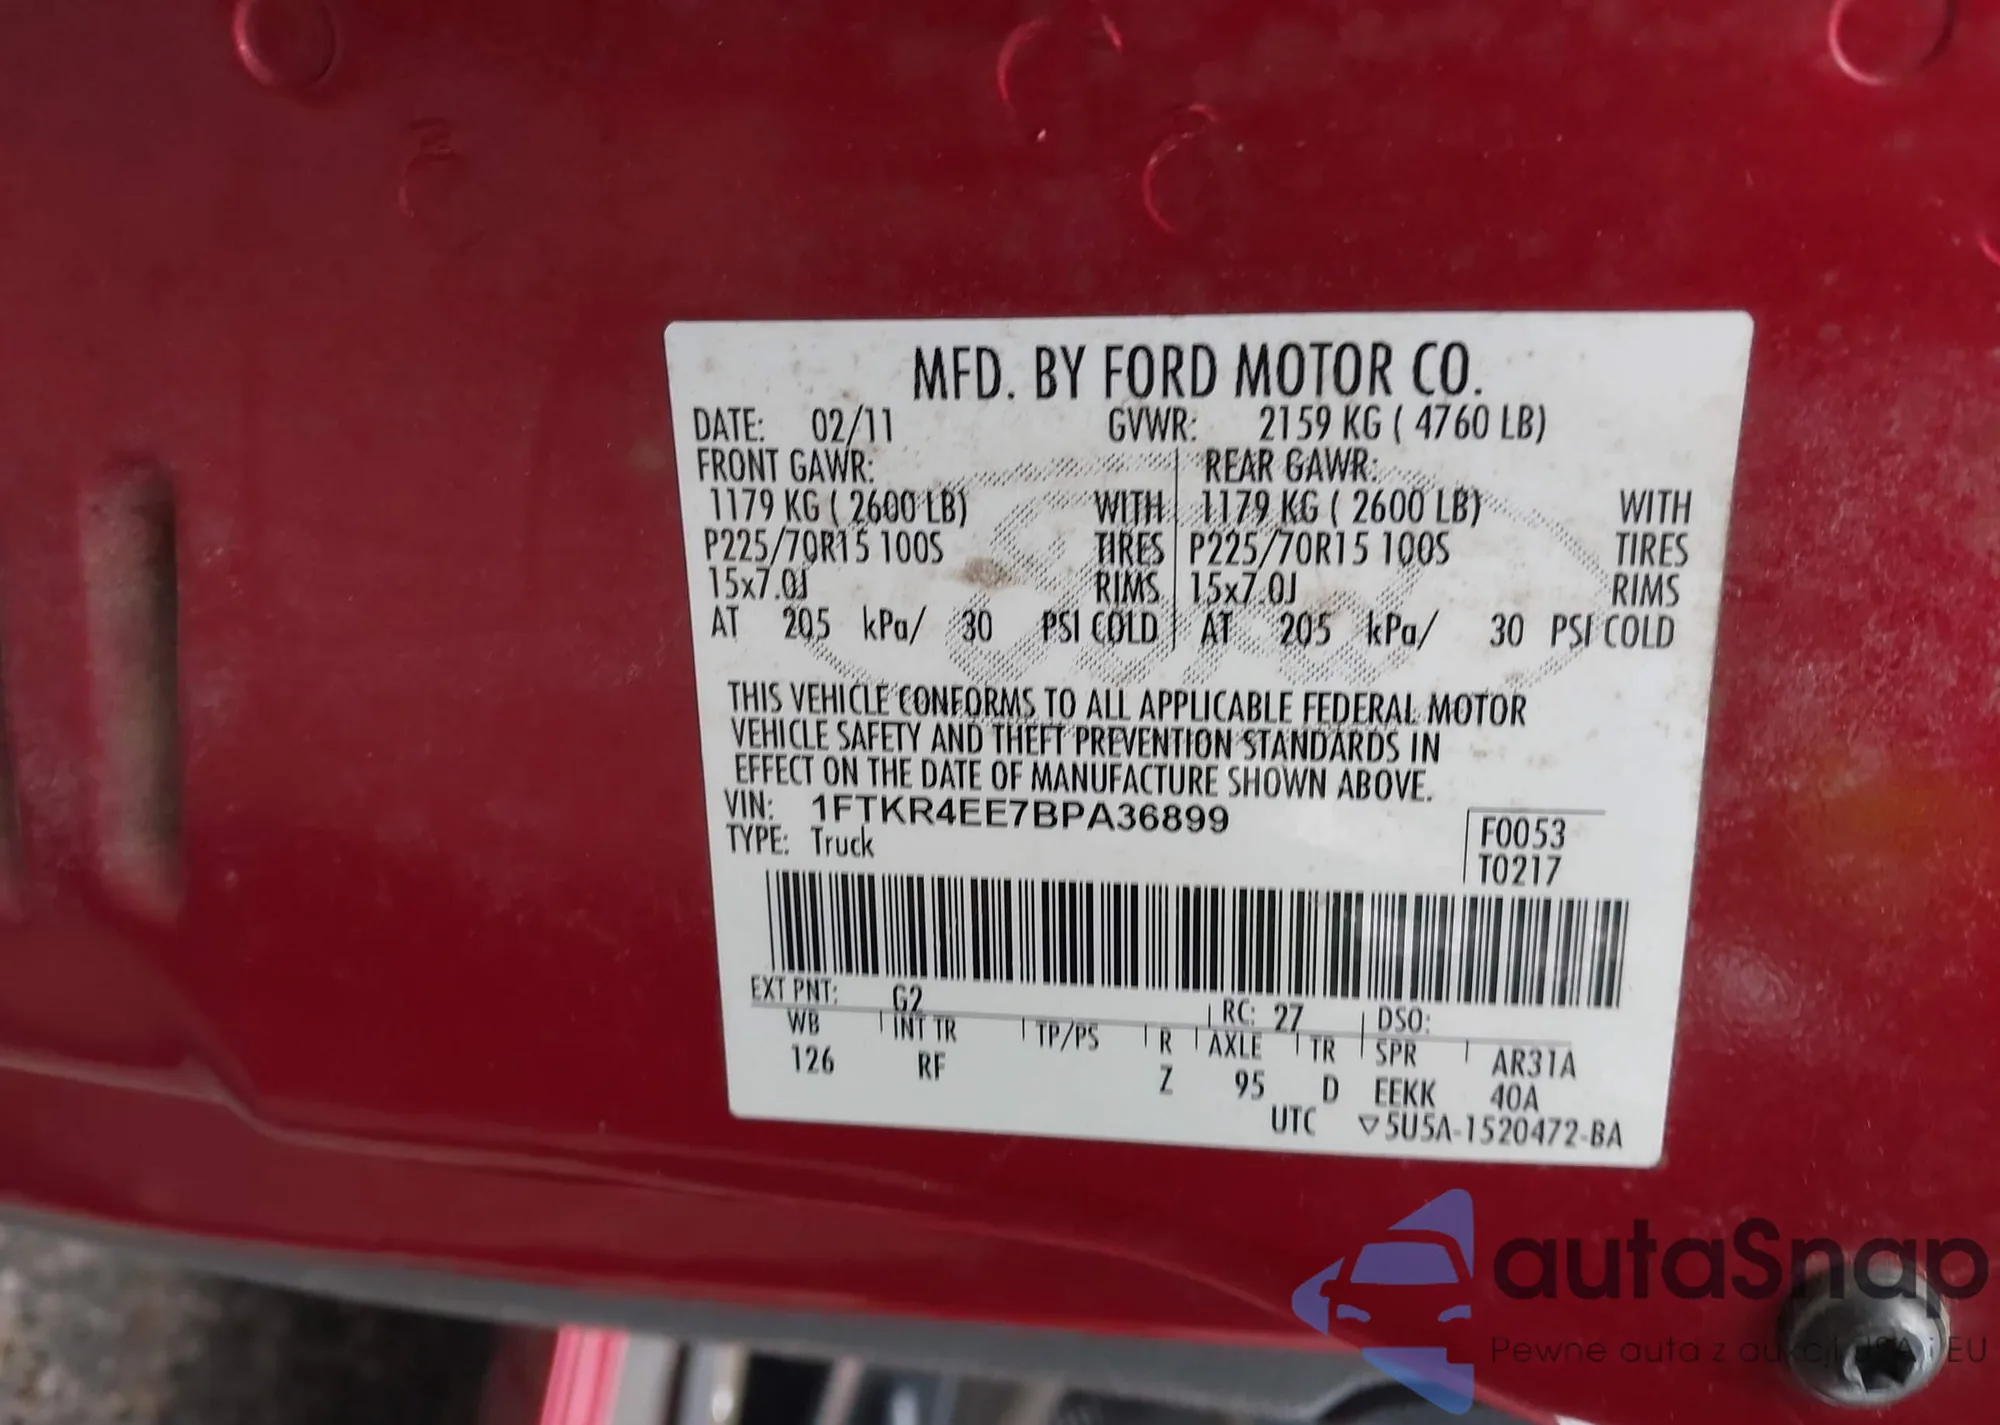 MFD. BY FORD MOTOR CO.
DATE: 02/11 GVWR: 2159 KG ( 4760 LB)
FRONT GAWR: REAR GAWR:
1179 KG ( 2600 LB) WITH 1179 KG ( 2600 LB) WITH
P225/70R15 100S TIRES P225/70R15 100S TIRES
15x7.0J RIMS 15x7.0J RIMS
AT 205 kPa/ 30 PSI COLD AT 205 kPa/ 30 PSI COLD
THIS VEHICLE CONFORMS TO ALL APPLICABLE FEDERAL MOTOR
VEHICLE SAFETY AND THEFT PREVENTION STANDARDS IN
EFFECT ON THE DATE OF MANUFACTURE SHOWN ABOVE.
VIN: 1FTKR4EE7BPA36899
TYPE: Truck
F0053
T0217
EXT PNT: G2 RC: 27 DSO:
WB INT TR TP/PS R AXLE TR SPR AR31A
126 RF Z 95 D EEKK 40A
UTC ▽5U5A-1520472-BA
autaSnap
Pewne auta z aukcji USA i EU